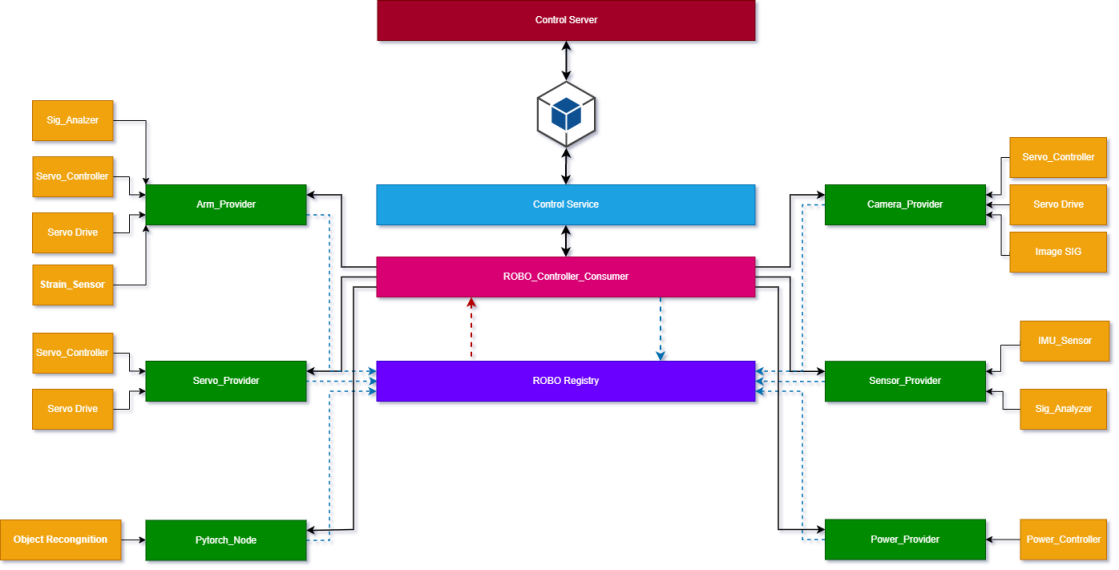 Control Server
Sig_Analzer
Servo_Controller
Servo Drive
Strain_Sensor
Arm_Provider
Control Service
Camera_Provider
Servo_Controller
Servo Drive
Image SIG
ROBO_Controller_Consumer
Servo_Controller
Servo Drive
Servo_Provider
ROBO Registry
Sensor_Provider
IMU_Sensor
Sig_Analyzer
Object Recongnition
Pytorch_Node
Power_Provider
Power_Controller